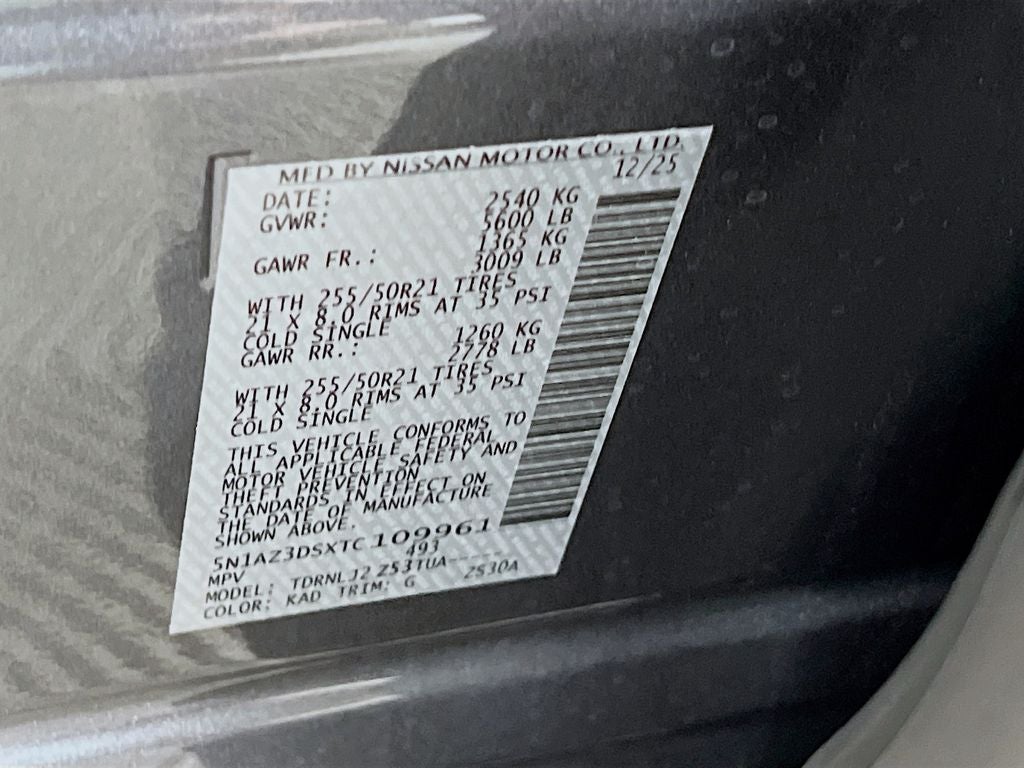 MFD BY NISSAN MOTOR CO., LTD.
DATE: 12/25
GVWR: 2540 KG
5600 LB
1365 KG
GAWR FR.: 3009 LB
WITH 255/50R21 TIRES
21 X 8.0 RIMS AT 35 PSI
COLD SINGLE 1260 KG
GAWR RR.: 2778 LB
WITH 255/50R21 TIRES
21 X 8.0 RIMS AT 35 PSI
COLD SINGLE
THIS VEHICLE CONFORMS TO
ALL APPLICABLE FEDERAL
MOTOR VEHICLE SAFETY AND
THEFT PREVENTION
STANDARDS IN EFFECT ON
THE DATE OF MANUFACTURE
SHOWN ABOVE.
5N1AZ3DSXTC109961
MPV 493
MODEL: TDRNLJ2 Z53TUA-----
COLOR: KAD TRIM: G ZS30A